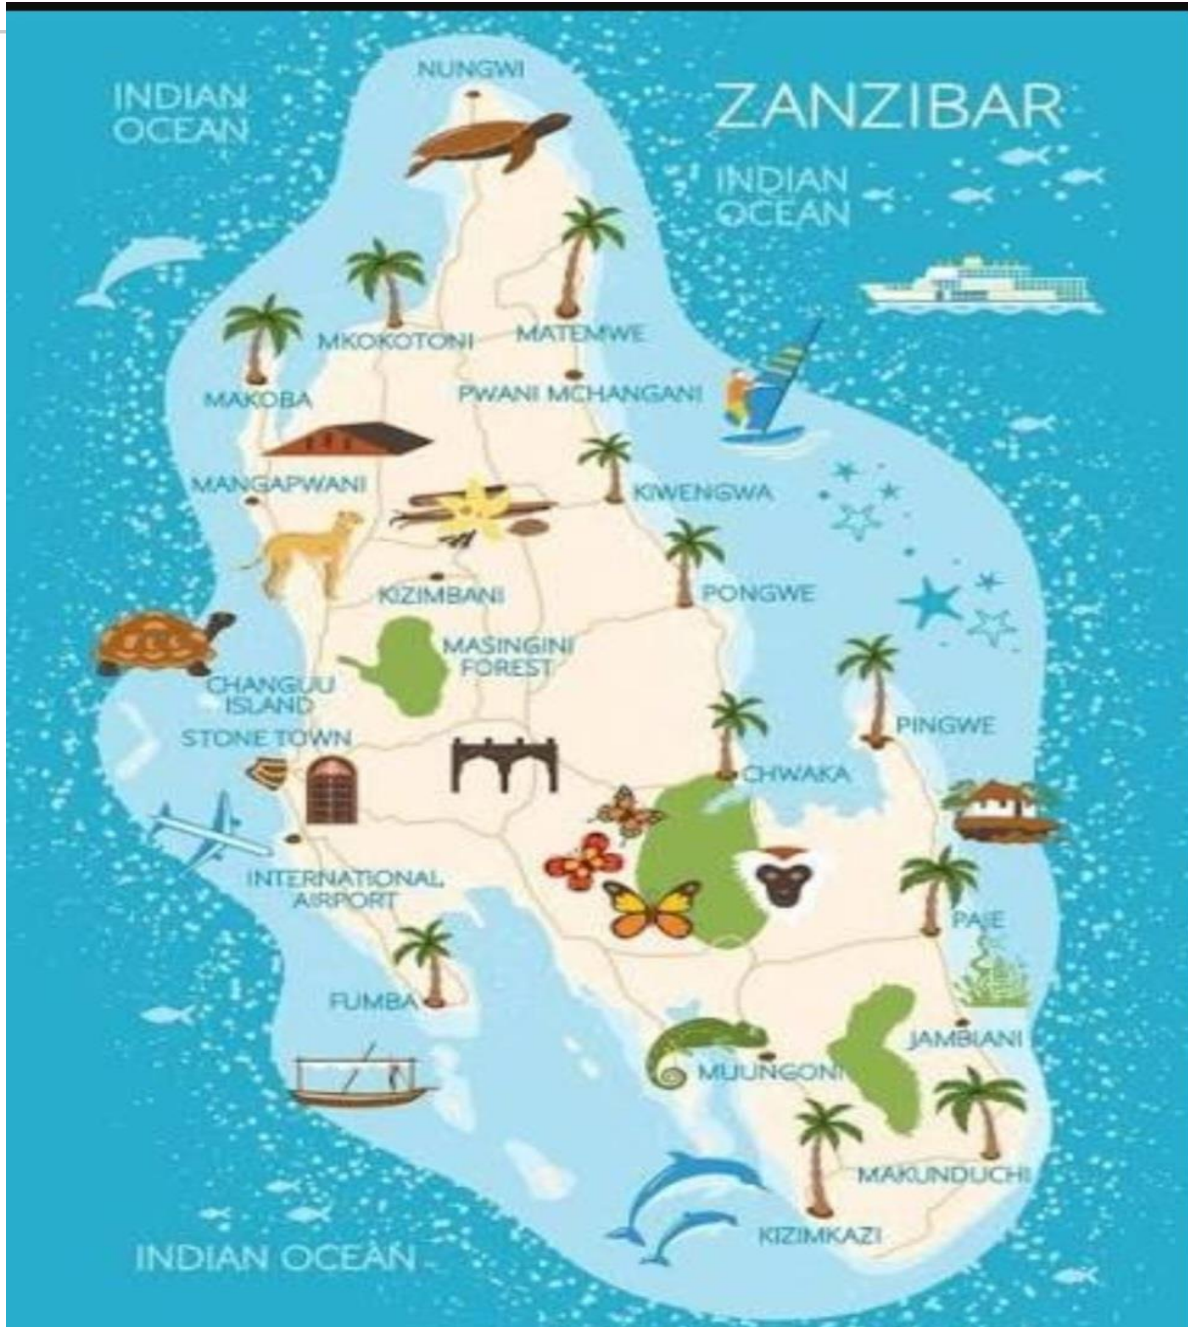 NUNGWI
INDIAN
OCEAN
ZANZIBAR
INDIAN
OCEAN
MKOKOTONI
MATEMWE
MAKOBA
PWANI MCHANGANI
MANGAPWANI
KIWENGWA
KIZIMBANI
PONGWE
MASINGINI
FOREST
CHANGUU
ISLAND
STONE TOWN
PINGWE
CHWAKA
INTERNATIONAL
AIRPORT
PAJE
FUMBA
JAMBIANI
MUUNGONI
MAKUNDUCHI
KIZIMKAZI
INDIAN OCEAN